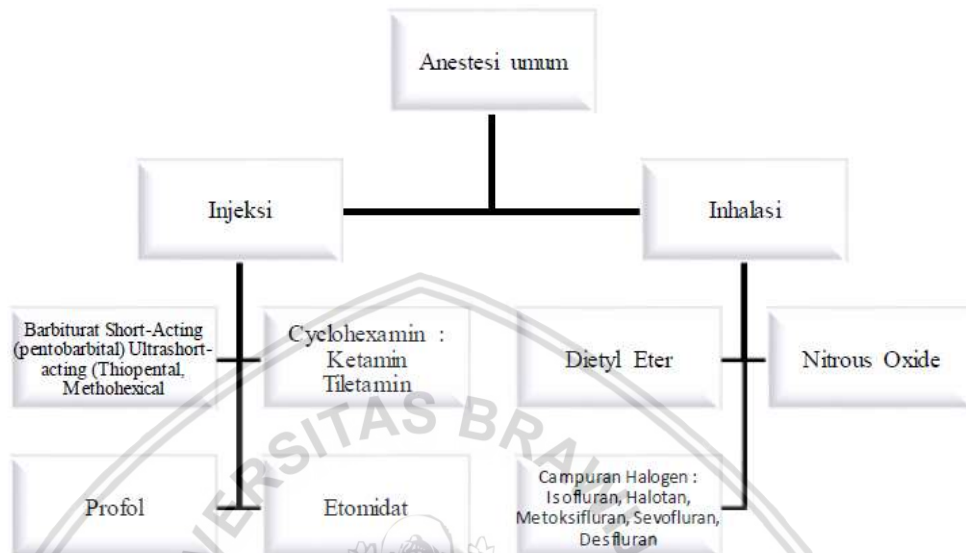 Anestesi umum
Injeksi
Inhalasi
Barbiturat Short-Acting
(pentobarbital) Ultrashort-
acting (Thiopental,
Methohexical
Cyclohexamin :
Ketamin
Tiletamin
Dietyl Eter
Nitrous Oxide
Profol
Etomidat
Campuran Halogen :
Isofluran, Halotan,
Metoksifluran, Sevofluran,
Desfluran